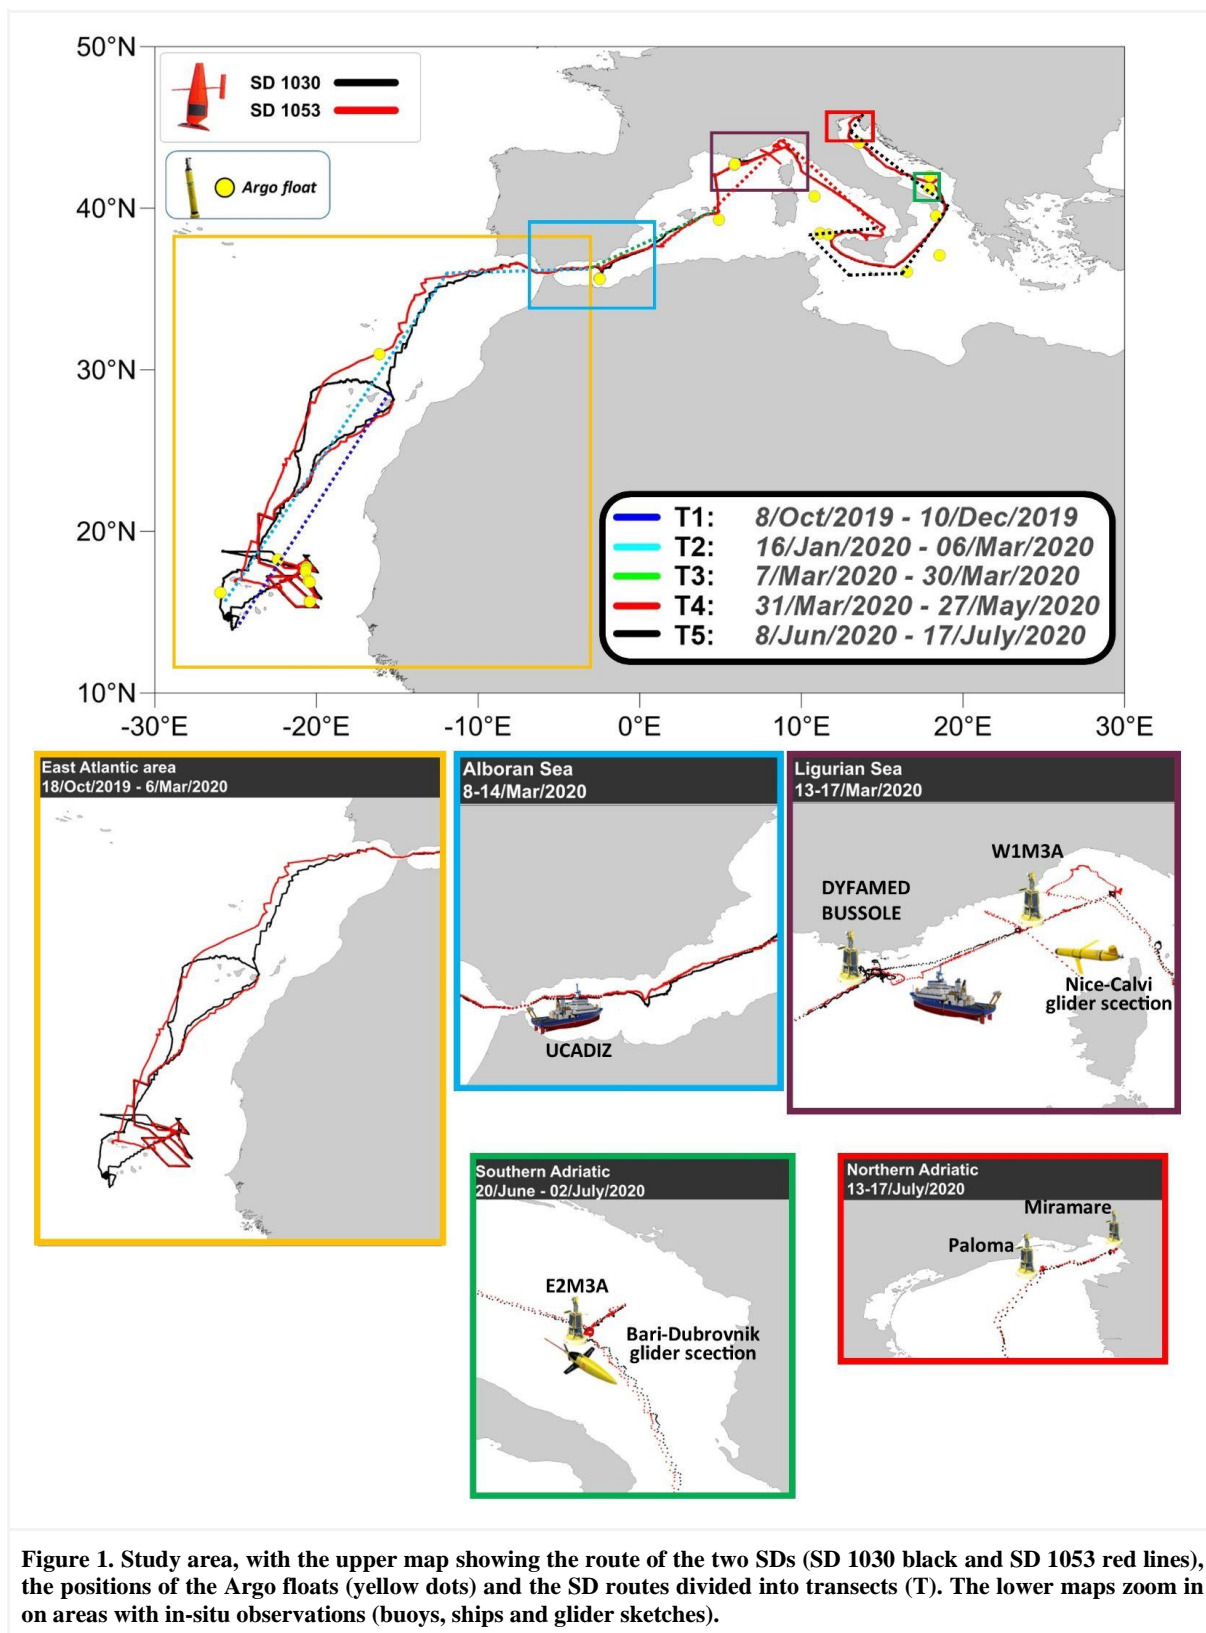 50°N
40°N
30°N
20°N
10°N
-30°E
-20°E
-10°E
0°E
10°E
20°E
30°E
SD 1030
SD 1053
Argo float
T1: 8/Oct/2019 - 10/Dec/2019
T2: 16/Jan/2020 - 06/Mar/2020
T3: 7/Mar/2020 - 30/Mar/2020
T4: 31/Mar/2020 - 27/May/2020
T5: 8/Jun/2020 - 17/July/2020
East Atlantic area
18/Oct/2019 - 6/Mar/2020
Alboran Sea
8-14/Mar/2020
UCADIZ
Ligurian Sea
13-17/Mar/2020
W1M3A
DYFAMED
BUSSOLE
Nice-Calvi
glider scection
Southern Adriatic
20/June - 02/July/2020
E2M3A
Bari-Dubrovnik
glider scection
Northern Adriatic
13-17/July/2020
Miramare
Paloma
Figure 1. Study area, with the upper map showing the route of the two SDs (SD 1030 black and SD 1053 red lines),
the positions of the Argo floats (yellow dots) and the SD routes divided into transects (T). The lower maps zoom in
on areas with in-situ observations (buoys, ships and glider sketches).